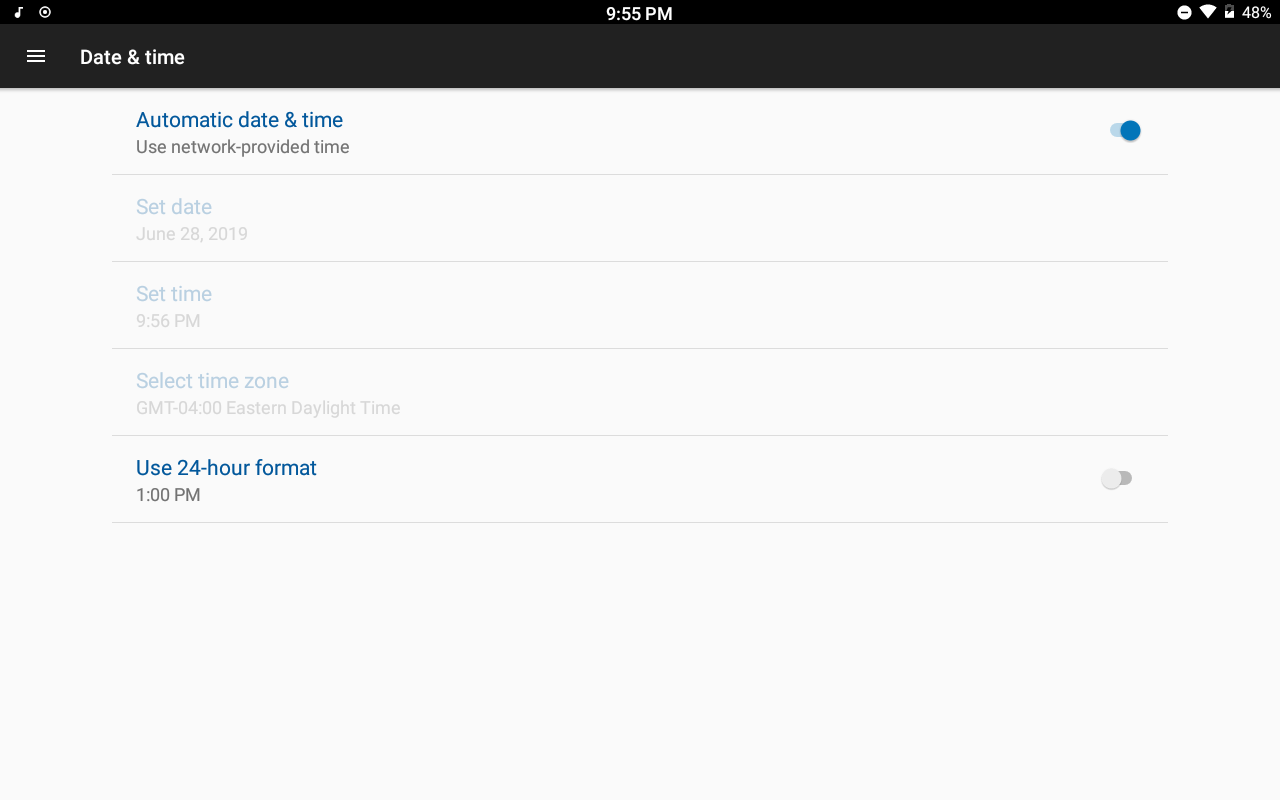 9:55 PM
48%
Date & time
Automatic date & time
Use network-provided time
Set date
June 28, 2019
Set time
9:56 PM
Select time zone
GMT-04:00 Eastern Daylight Time
Use 24-hour format
1:00 PM